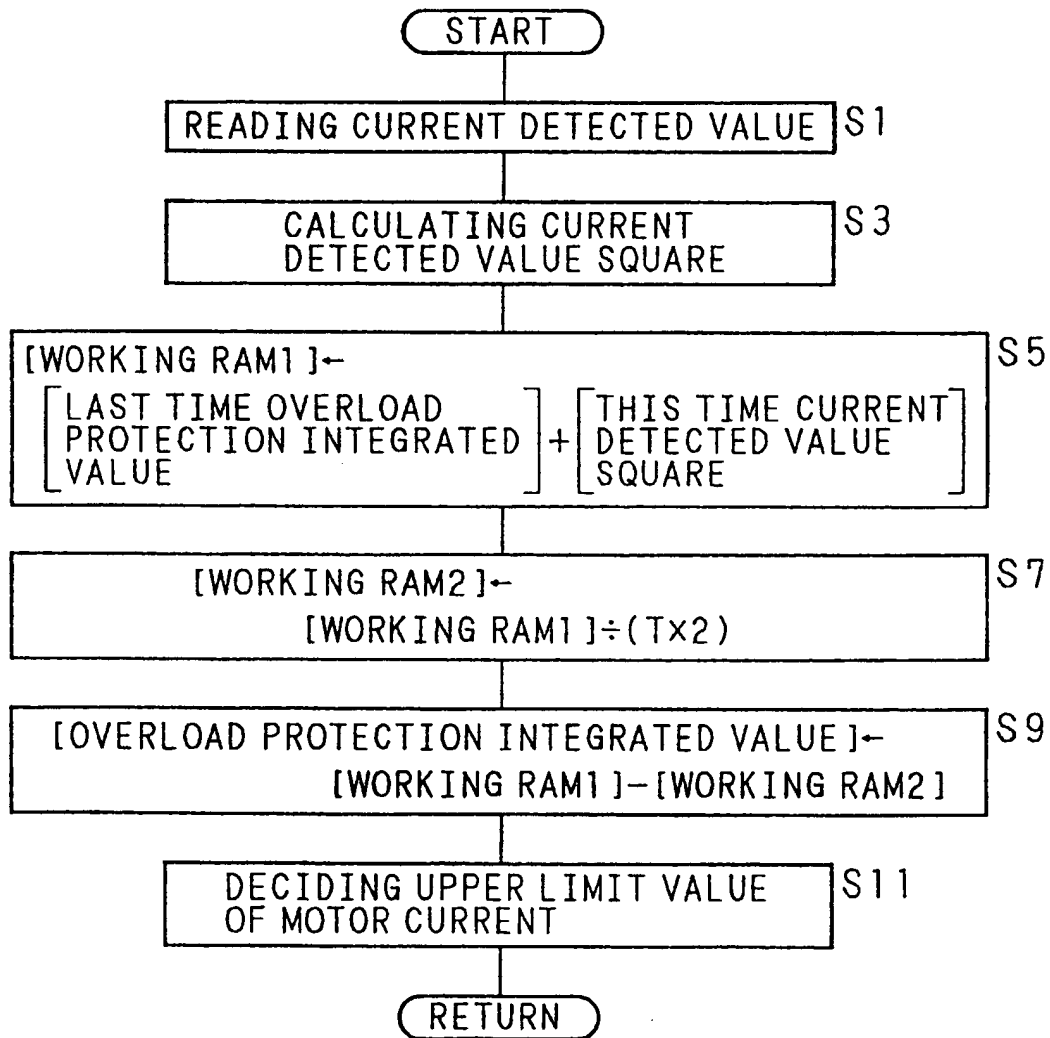 START
READING CURRENT DETECTED VALUE S1
CALCULATING CURRENT S3
DETECTED VALUE SQUARE
[WORKING RAM1]← S5
[LAST TIME OVERLOAD PROTECTION INTEGRATED VALUE] + [THIS TIME CURRENT DETECTED VALUE SQUARE]
[WORKING RAM2]← S7
[WORKING RAM1]÷(T×2)
[OVERLOAD PROTECTION INTEGRATED VALUE]← S9
[WORKING RAM1]−[WORKING RAM2]
DECIDING UPPER LIMIT VALUE S11
OF MOTOR CURRENT
RETURN